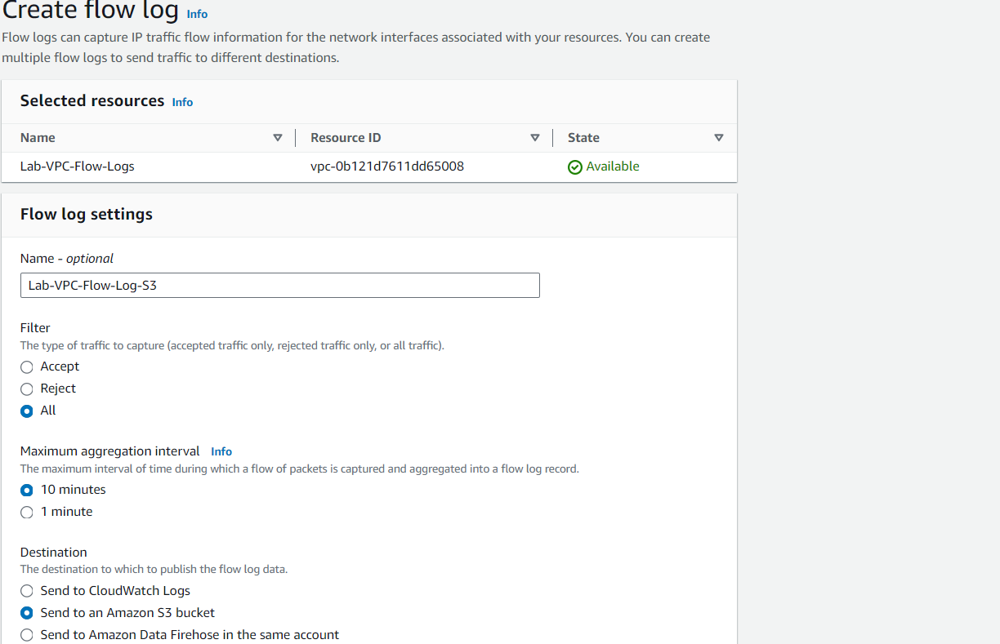 Create flow log Info
Flow logs can capture IP traffic flow information for the network interfaces associated with your resources. You can create
multiple flow logs to send traffic to different destinations.
Selected resources Info
Name Resource ID State
Lab-VPC-Flow-Logs vpc-0b121d7611dd65008 Available
Flow log settings
Name - optional
Lab-VPC-Flow-Log-S3
Filter
The type of traffic to capture (accepted traffic only, rejected traffic only, or all traffic).
Accept
Reject
All
Maximum aggregation interval Info
The maximum interval of time during which a flow of packets is captured and aggregated into a flow log record.
10 minutes
1 minute
Destination
The destination to which to publish the flow log data.
Send to CloudWatch Logs
Send to an Amazon S3 bucket
Send to Amazon Data Firehose in the same account